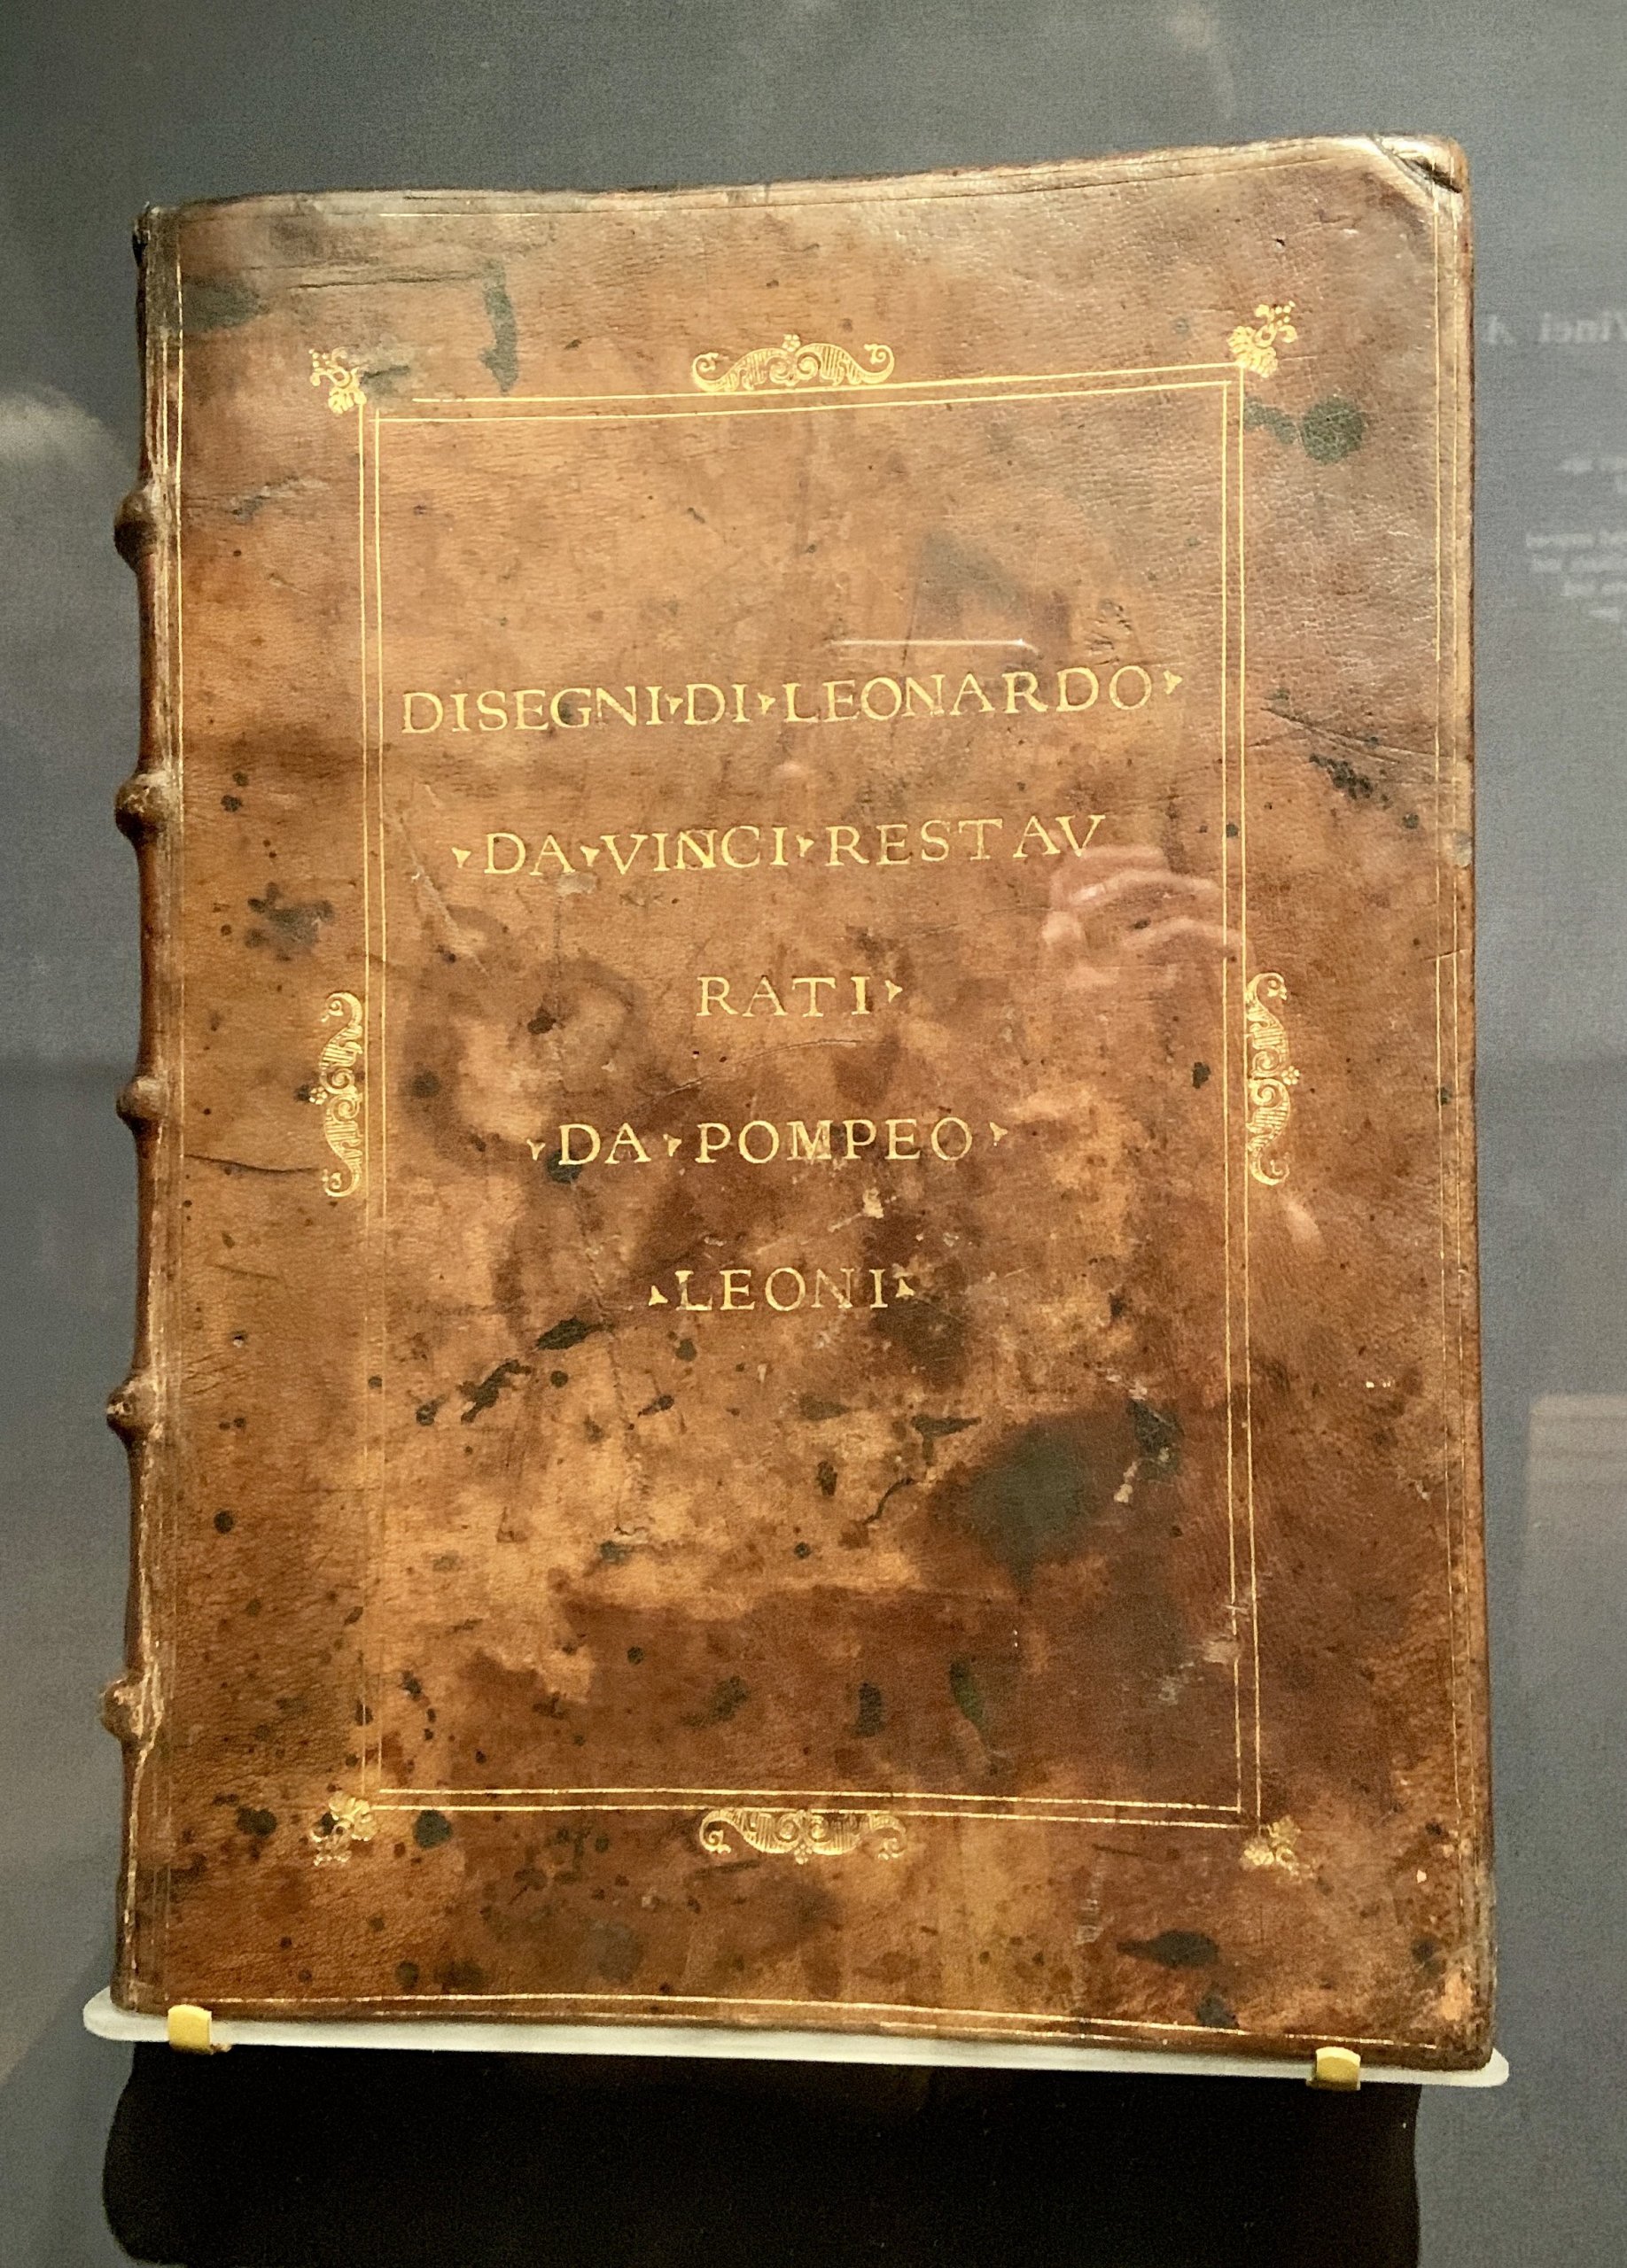 DISEGNI DI LEONARDO
DA VINCI RESTAV
RATI
DA POMPEO
LEONI